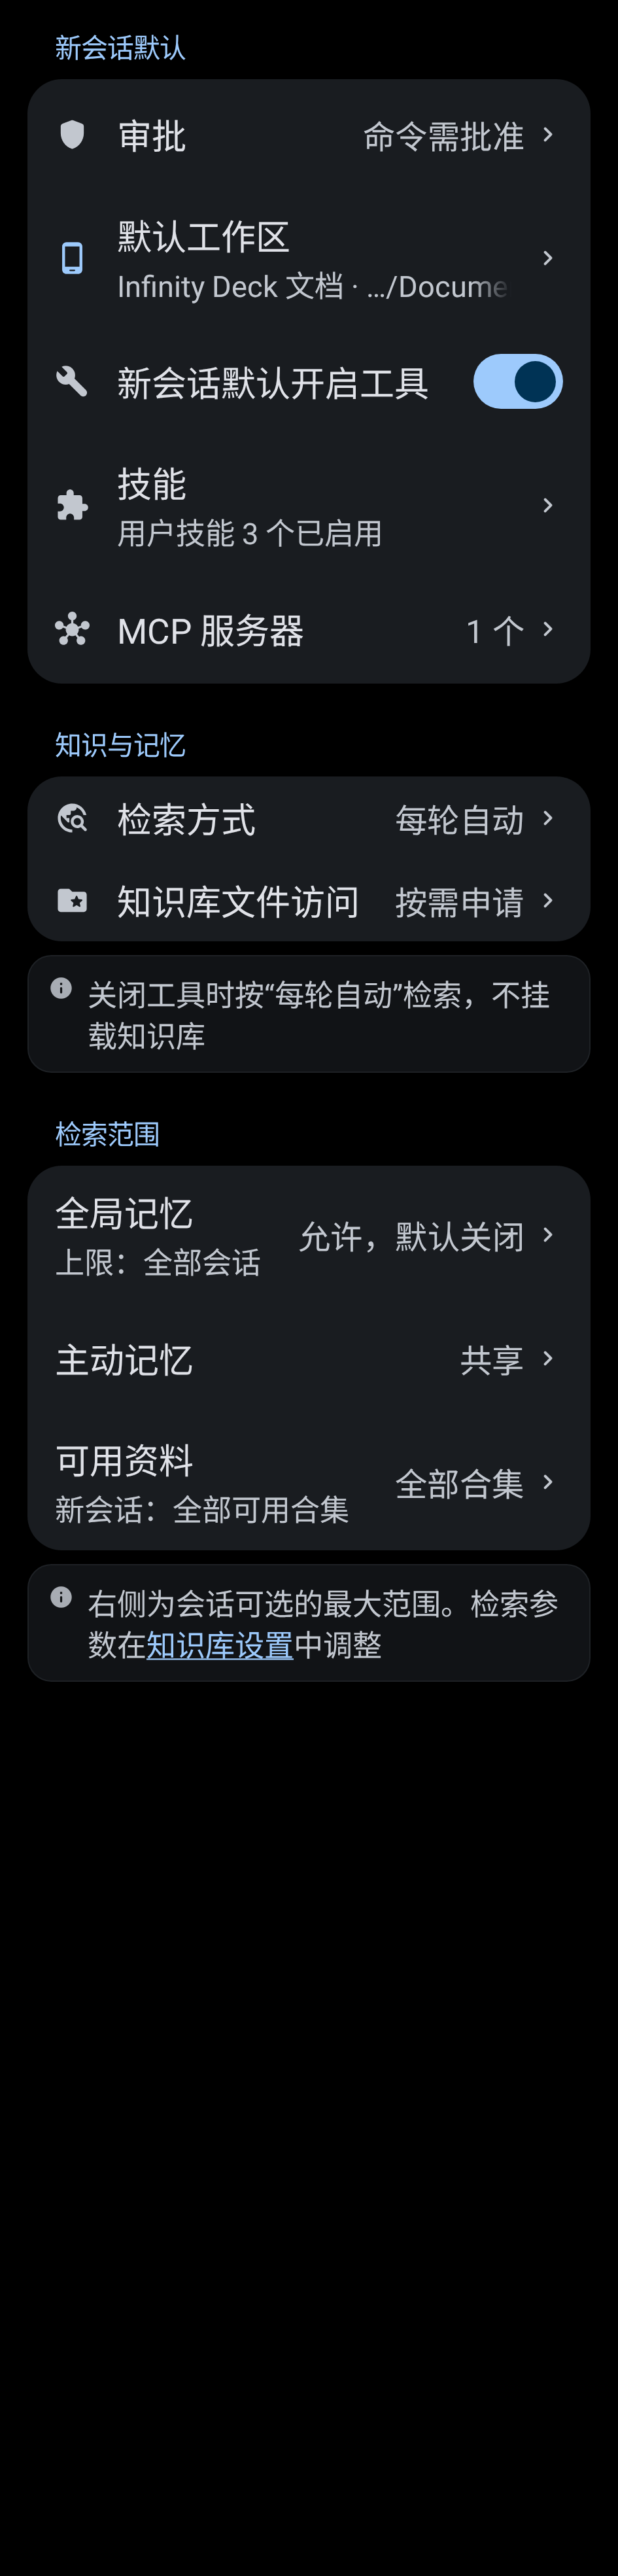 新会话默认
审批 命令需批准
默认工作区
Infinity Deck 文档 · .../Docume
新会话默认开启工具
技能
用户技能 3 个已启用
MCP 服务器 1 个
知识与记忆
检索方式 每轮自动
知识库文件访问 按需申请
关闭工具时按“每轮自动”检索，不挂
载知识库
检索范围
全局记忆 允许，默认关闭
上限：全部会话
主动记忆 共享
可用资料 全部合集
新会话：全部可用合集
右侧为会话可选的最大范围。检索参
数在知识库设置中调整